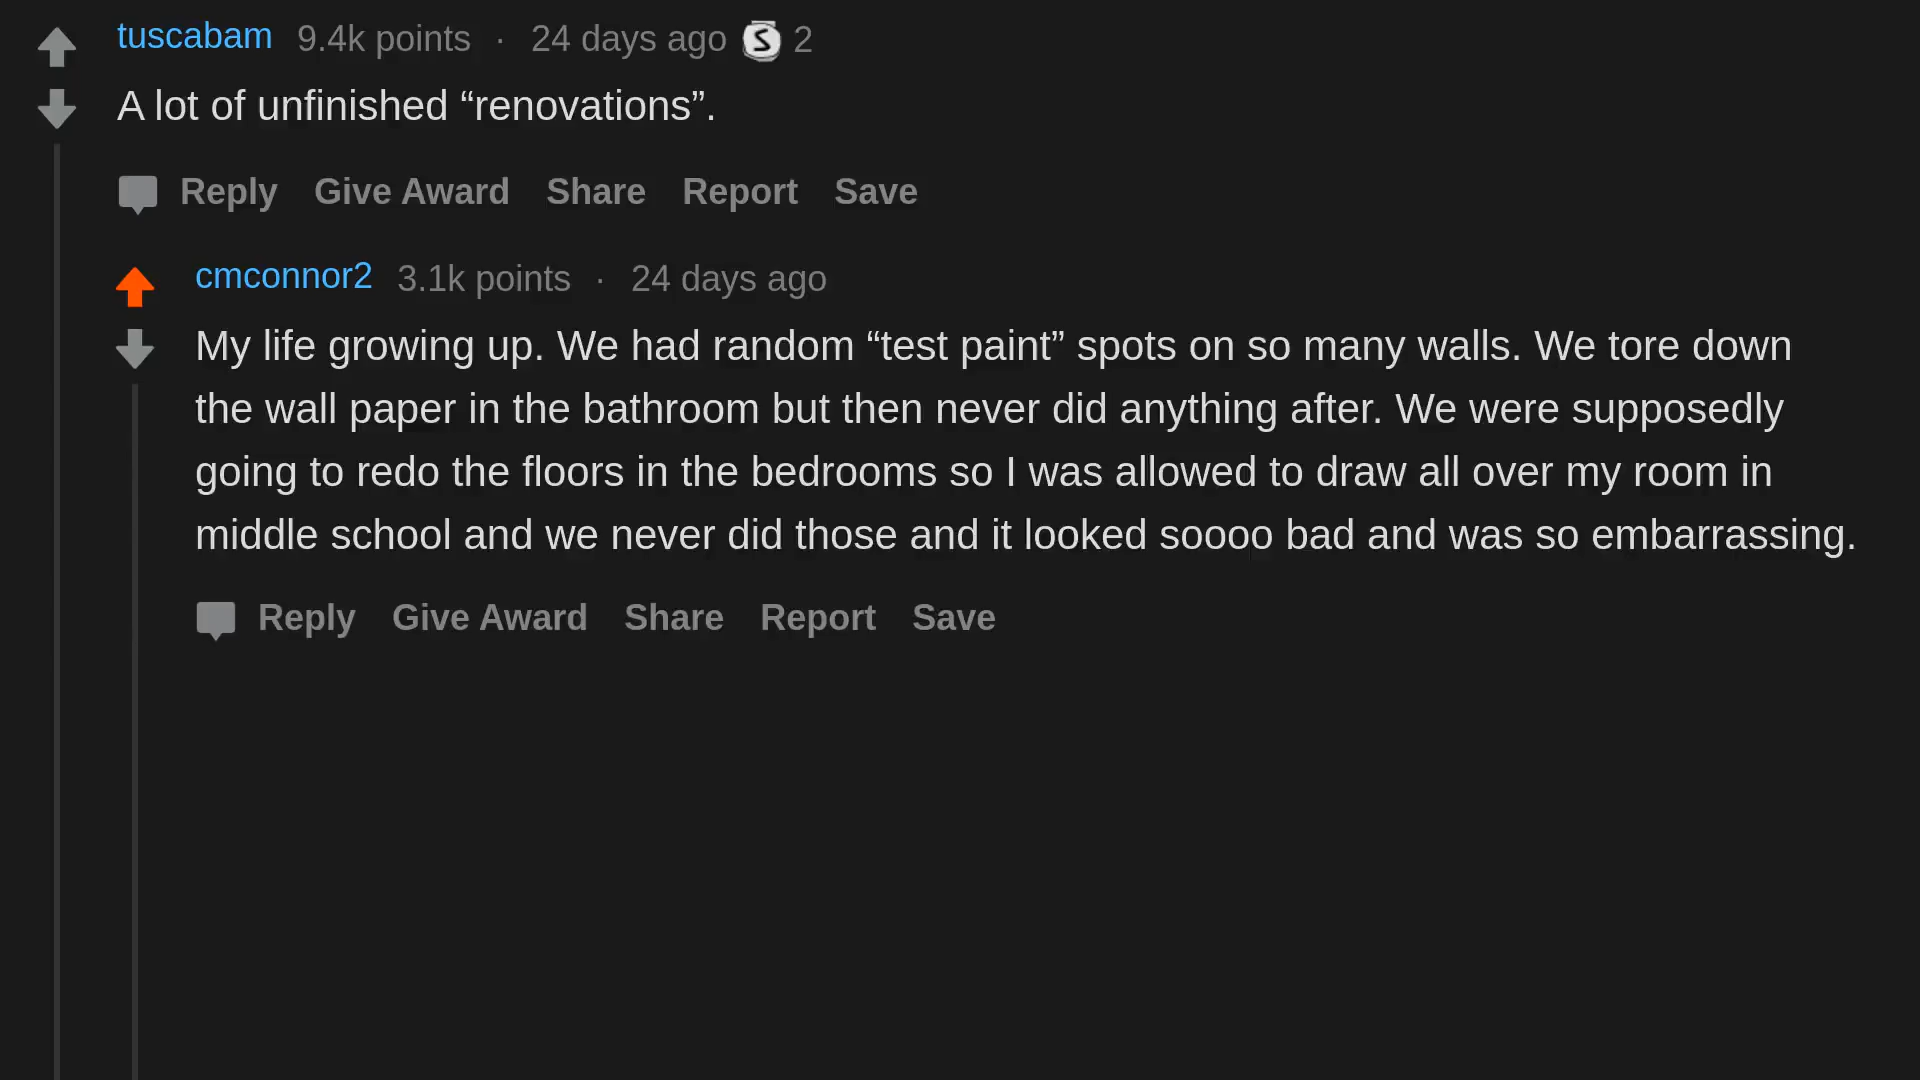 tuscabam 9.4k points · 24 days ago S 2
A lot of unfinished “renovations”.
Reply Give Award Share Report Save
cmconnor2 3.1k points · 24 days ago
My life growing up. We had random “test paint” spots on so many walls. We tore down
the wall paper in the bathroom but then never did anything after. We were supposedly
going to redo the floors in the bedrooms so I was allowed to draw all over my room in
middle school and we never did those and it looked soooo bad and was so embarrassing.
Reply Give Award Share Report Save